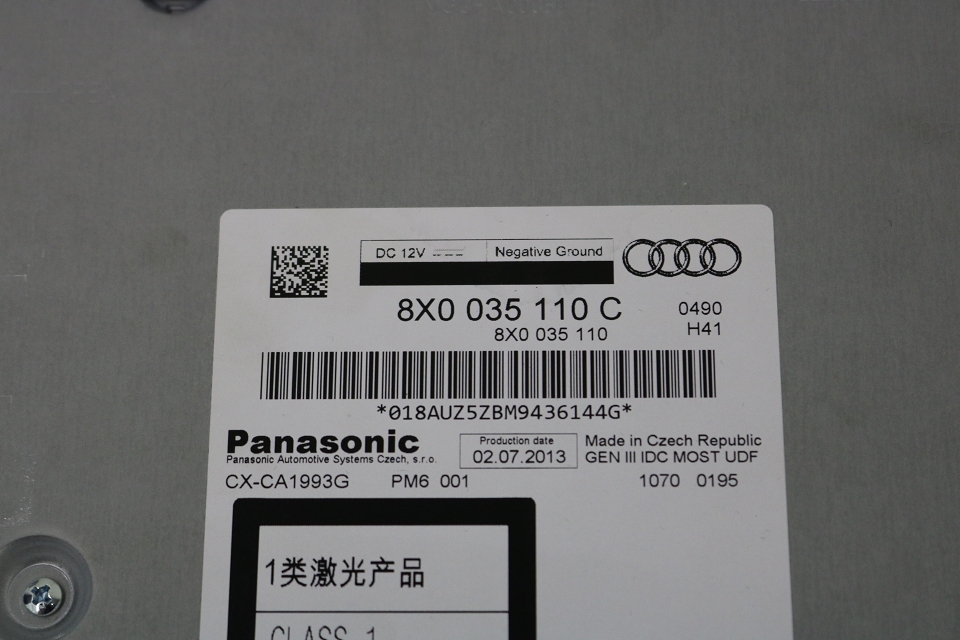 DC 12V Negative Ground
8X0 035 110 C 0490
8X0 035 110 H41
*018AUZ5ZBM9436144G*
Panasonic Production date Made in Czech Republic
Panasonic Automotive Systems Czech, s.r.o. 02.07.2013 GEN III IDC MOST UDF
CX-CA1993G PM6 001 1070 0195
1类激光产品
CLASS 1